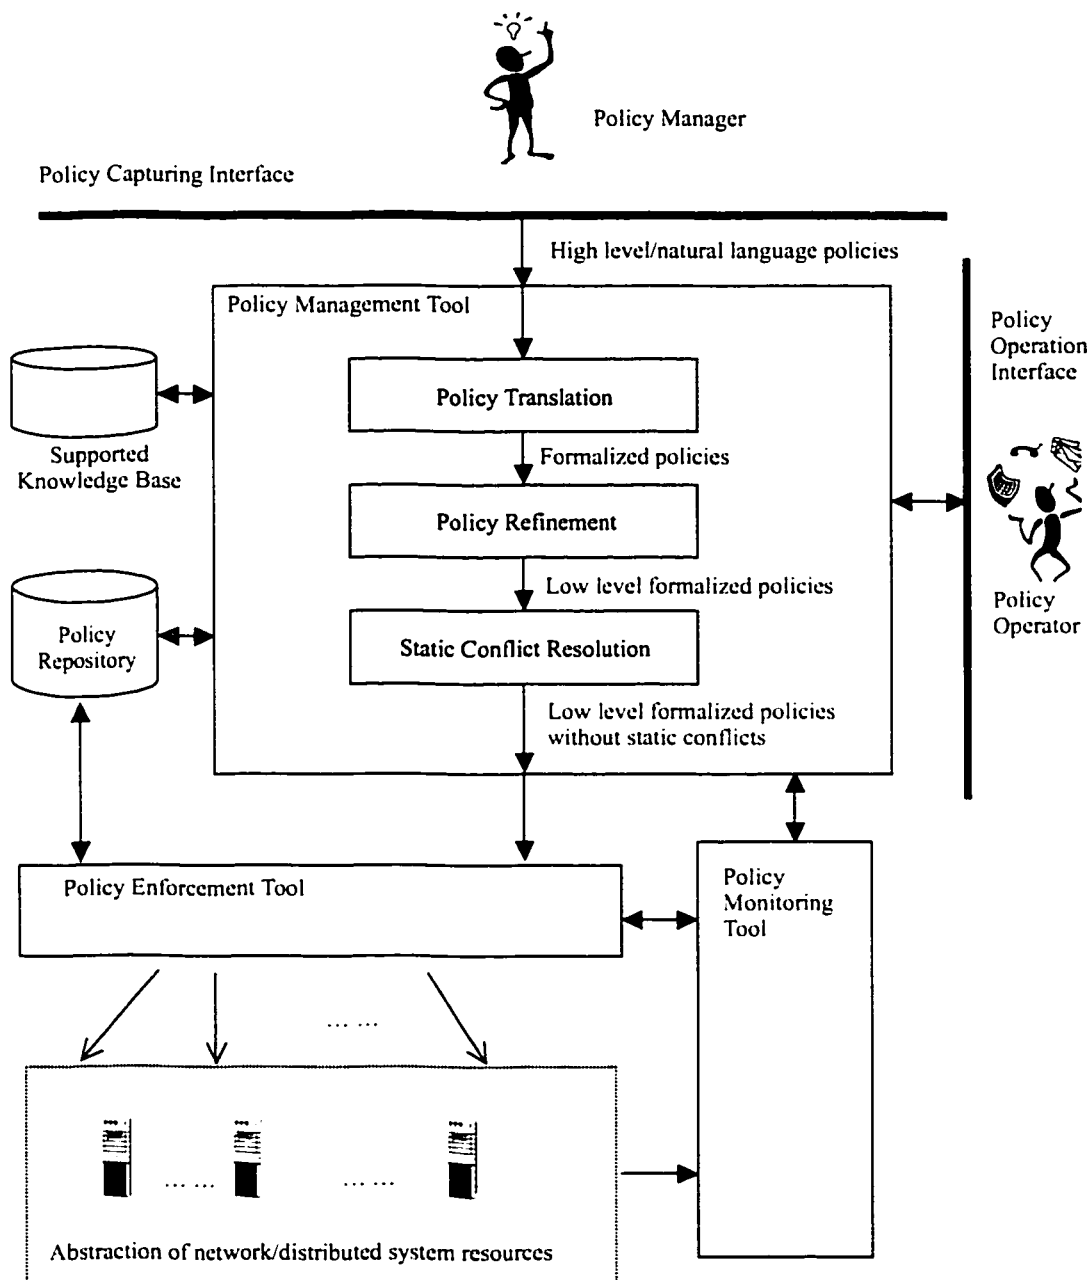 Policy Manager
Policy Capturing Interface
High level/natural language policies
Policy Management Tool
Policy
Operation
Interface
Policy Translation
Supported
Knowledge Base
Formalized policies
Policy Refinement
Low level formalized policies
Policy
Operator
Policy
Repository
Static Conflict Resolution
Low level formalized policies
without static conflicts
Policy Enforcement Tool
Policy
Monitoring
Tool
... ...
... ...
... ...
Abstraction of network/distributed system resources